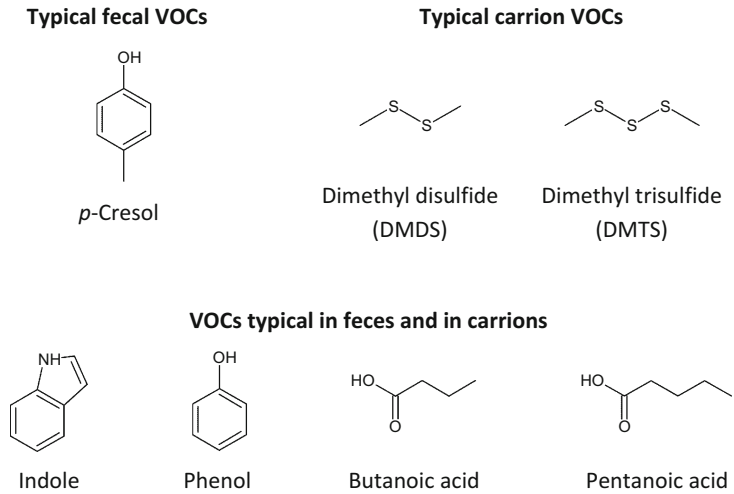 Typical fecal VOCs
Typical carrion VOCs
OH
S
S
S
S
S
p-Cresol
Dimethyl disulfide
(DMDS)
Dimethyl trisulfide
(DMTS)
VOCs typical in feces and in carrions
NH
OH
HO
O
HO
O
Indole
Phenol
Butanoic acid
Pentanoic acid